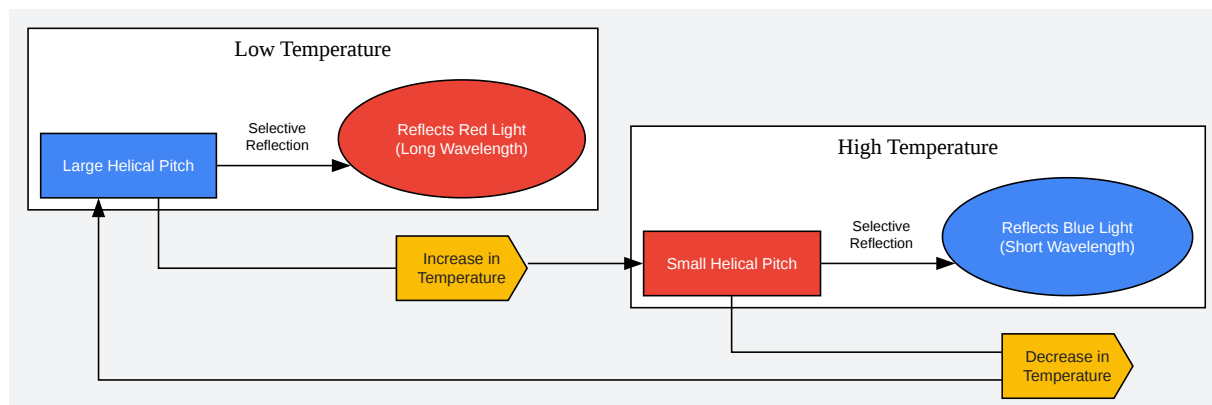 Low Temperature
Large Helical Pitch
Selective
Reflection
Reflects Red Light
(Long Wavelength)
Increase in
Temperature
High Temperature
Small Helical Pitch
Selective
Reflection
Reflects Blue Light
(Short Wavelength)
Decrease in
Temperature